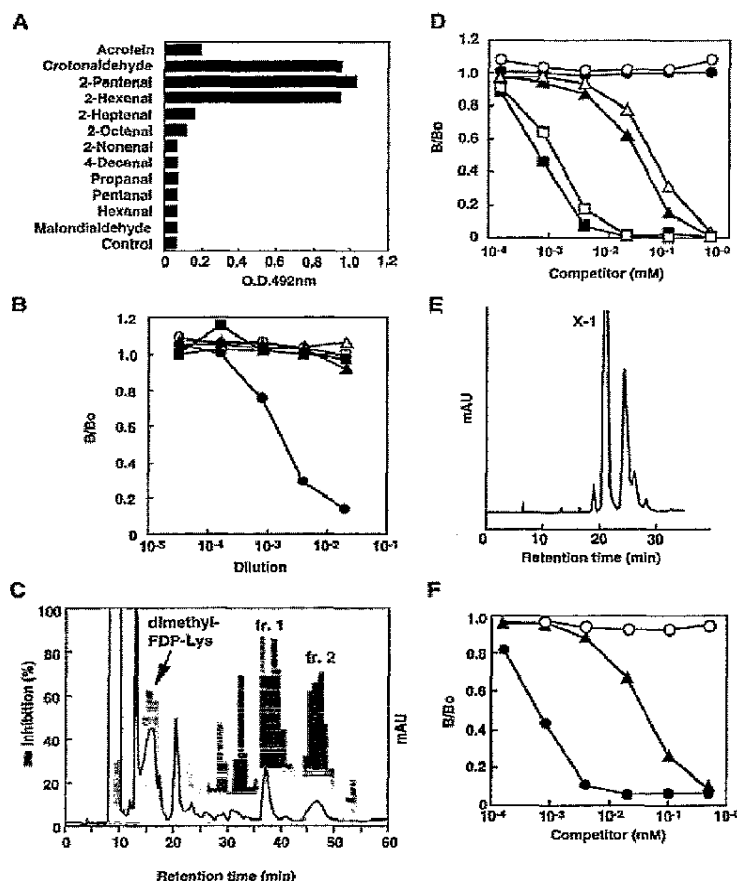 A
Acrolein
Crotonaldehyde
2-Pentenal
2-Hexenal
2-Heptenal
2-Octenal
2-Nonenal
4-Decenal
Propanal
Pentanal
Hexanal
Malondialdehyde
Control
0 0.2 0.4 0.6 0.8 1.0 1.2
O.D.492nm
B
1.2
1.0
0.8
0.6
0.4
0.2
0
B/Bo
10-5 10-4 10-3 10-2 10-1
Dilution
C
100
80
60
40
20
0
Inhibition (%)
dimethyl-
FDP-Lys
fr. 1
fr. 2
mAU
0 10 20 30 40 50 60
Retention time (min)
D
1.2
1.0
0.8
0.6
0.4
0.2
0
B/Bo
10-4 10-3 10-2 10-1 10-0
Competitor (mM)
E
X-1
mAU
0 10 20 30
Retention time (min)
F
1.0
0.8
0.6
0.4
0.2
0
B/Bo
10-4 10-3 10-2 10-1 10-0
Competitor (mM)